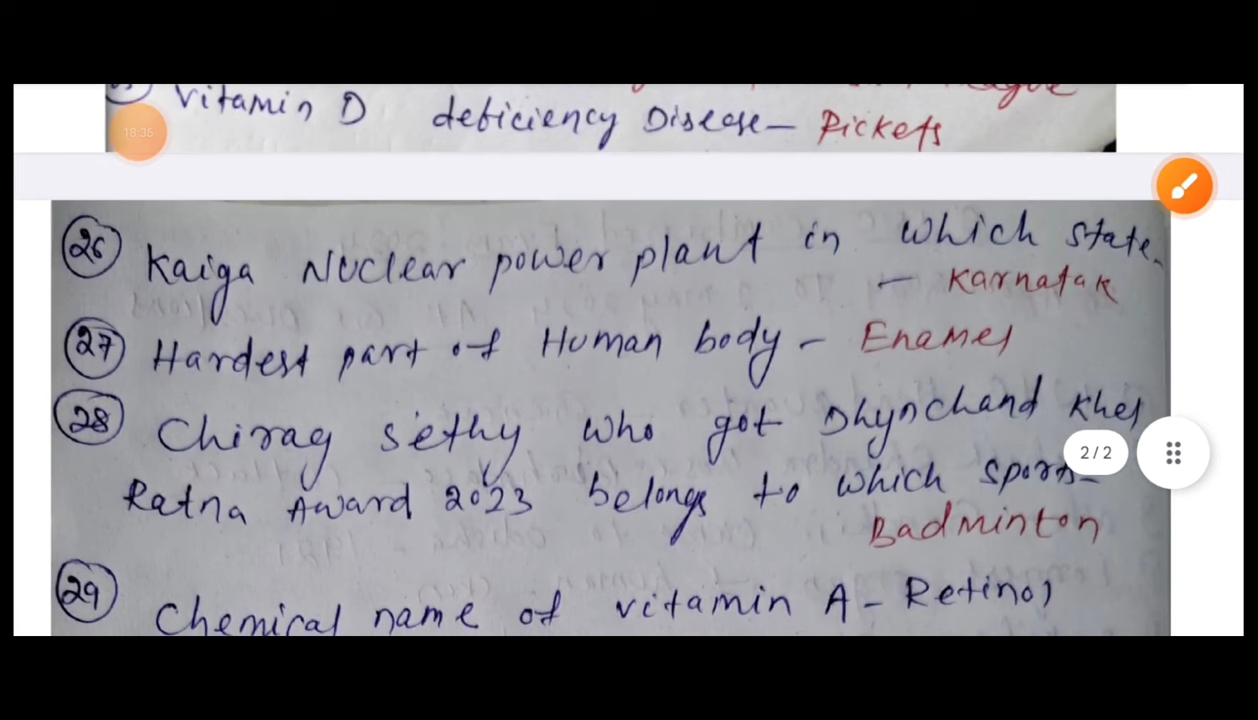 18:36
Vitamin D deficiency Disease – Rickets
26 Kaiga Nuclear power plant in which state
– Karnatak
27 Hardest part of Human body – Enamel
28 Chirag sethy who got Dhynchand Khel
2/2
Ratna Award 2023 belongs to which sports–
Badminton
29 Chemical name of vitamin A – Retinol